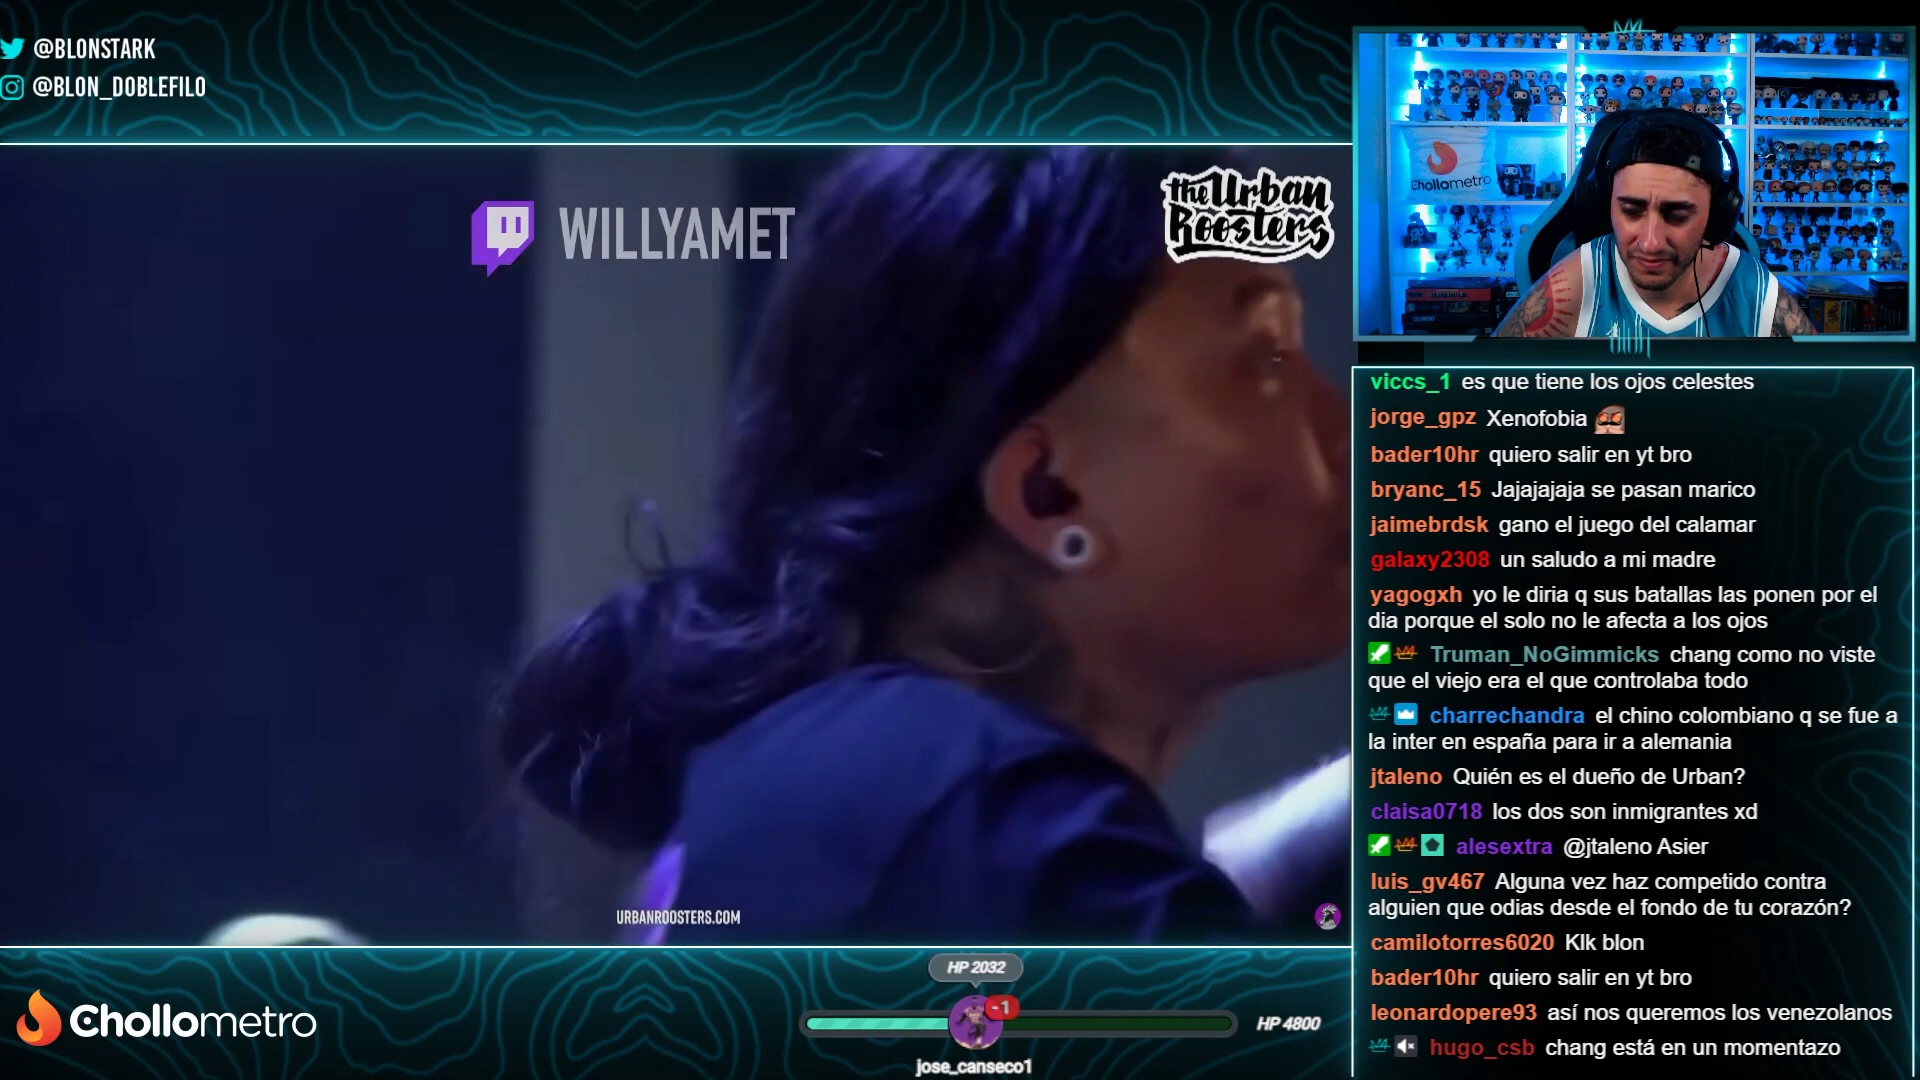 @BLONSTARK
@BLON_DOBLEFILO
WILLYAMET
the Urban
Roosters
Chollometro
viccs_1 es que tiene los ojos celestes
jorge_gpz Xenofobia
bader10hr quiero salir en yt bro
bryanc_15 Jajajajaja se pasan marico
jaimebrdsk gano el juego del calamar
galaxy2308 un saludo a mi madre
yagogxh yo le diria q sus batallas las ponen por el
dia porque el solo no le afecta a los ojos
Truman_NoGimmicks chang como no viste
que el viejo era el que controlaba todo
charrechandra el chino colombiano q se fue a
la inter en españa para ir a alemania
jtaleno Quién es el dueño de Urban?
claisa0718 los dos son inmigrantes xd
alesextra @jtaleno Asier
luis_gv467 Alguna vez haz competido contra
alguien que odias desde el fondo de tu corazón?
camilotorres6020 Klk blon
bader10hr quiero salir en yt bro
leonardopere93 así nos queremos los venezolanos
hugo_csb chang está en un momentazo
URBANROOSTERS.COM
Chollometro
HP 2032
-1
HP 4800
jose_canseco1